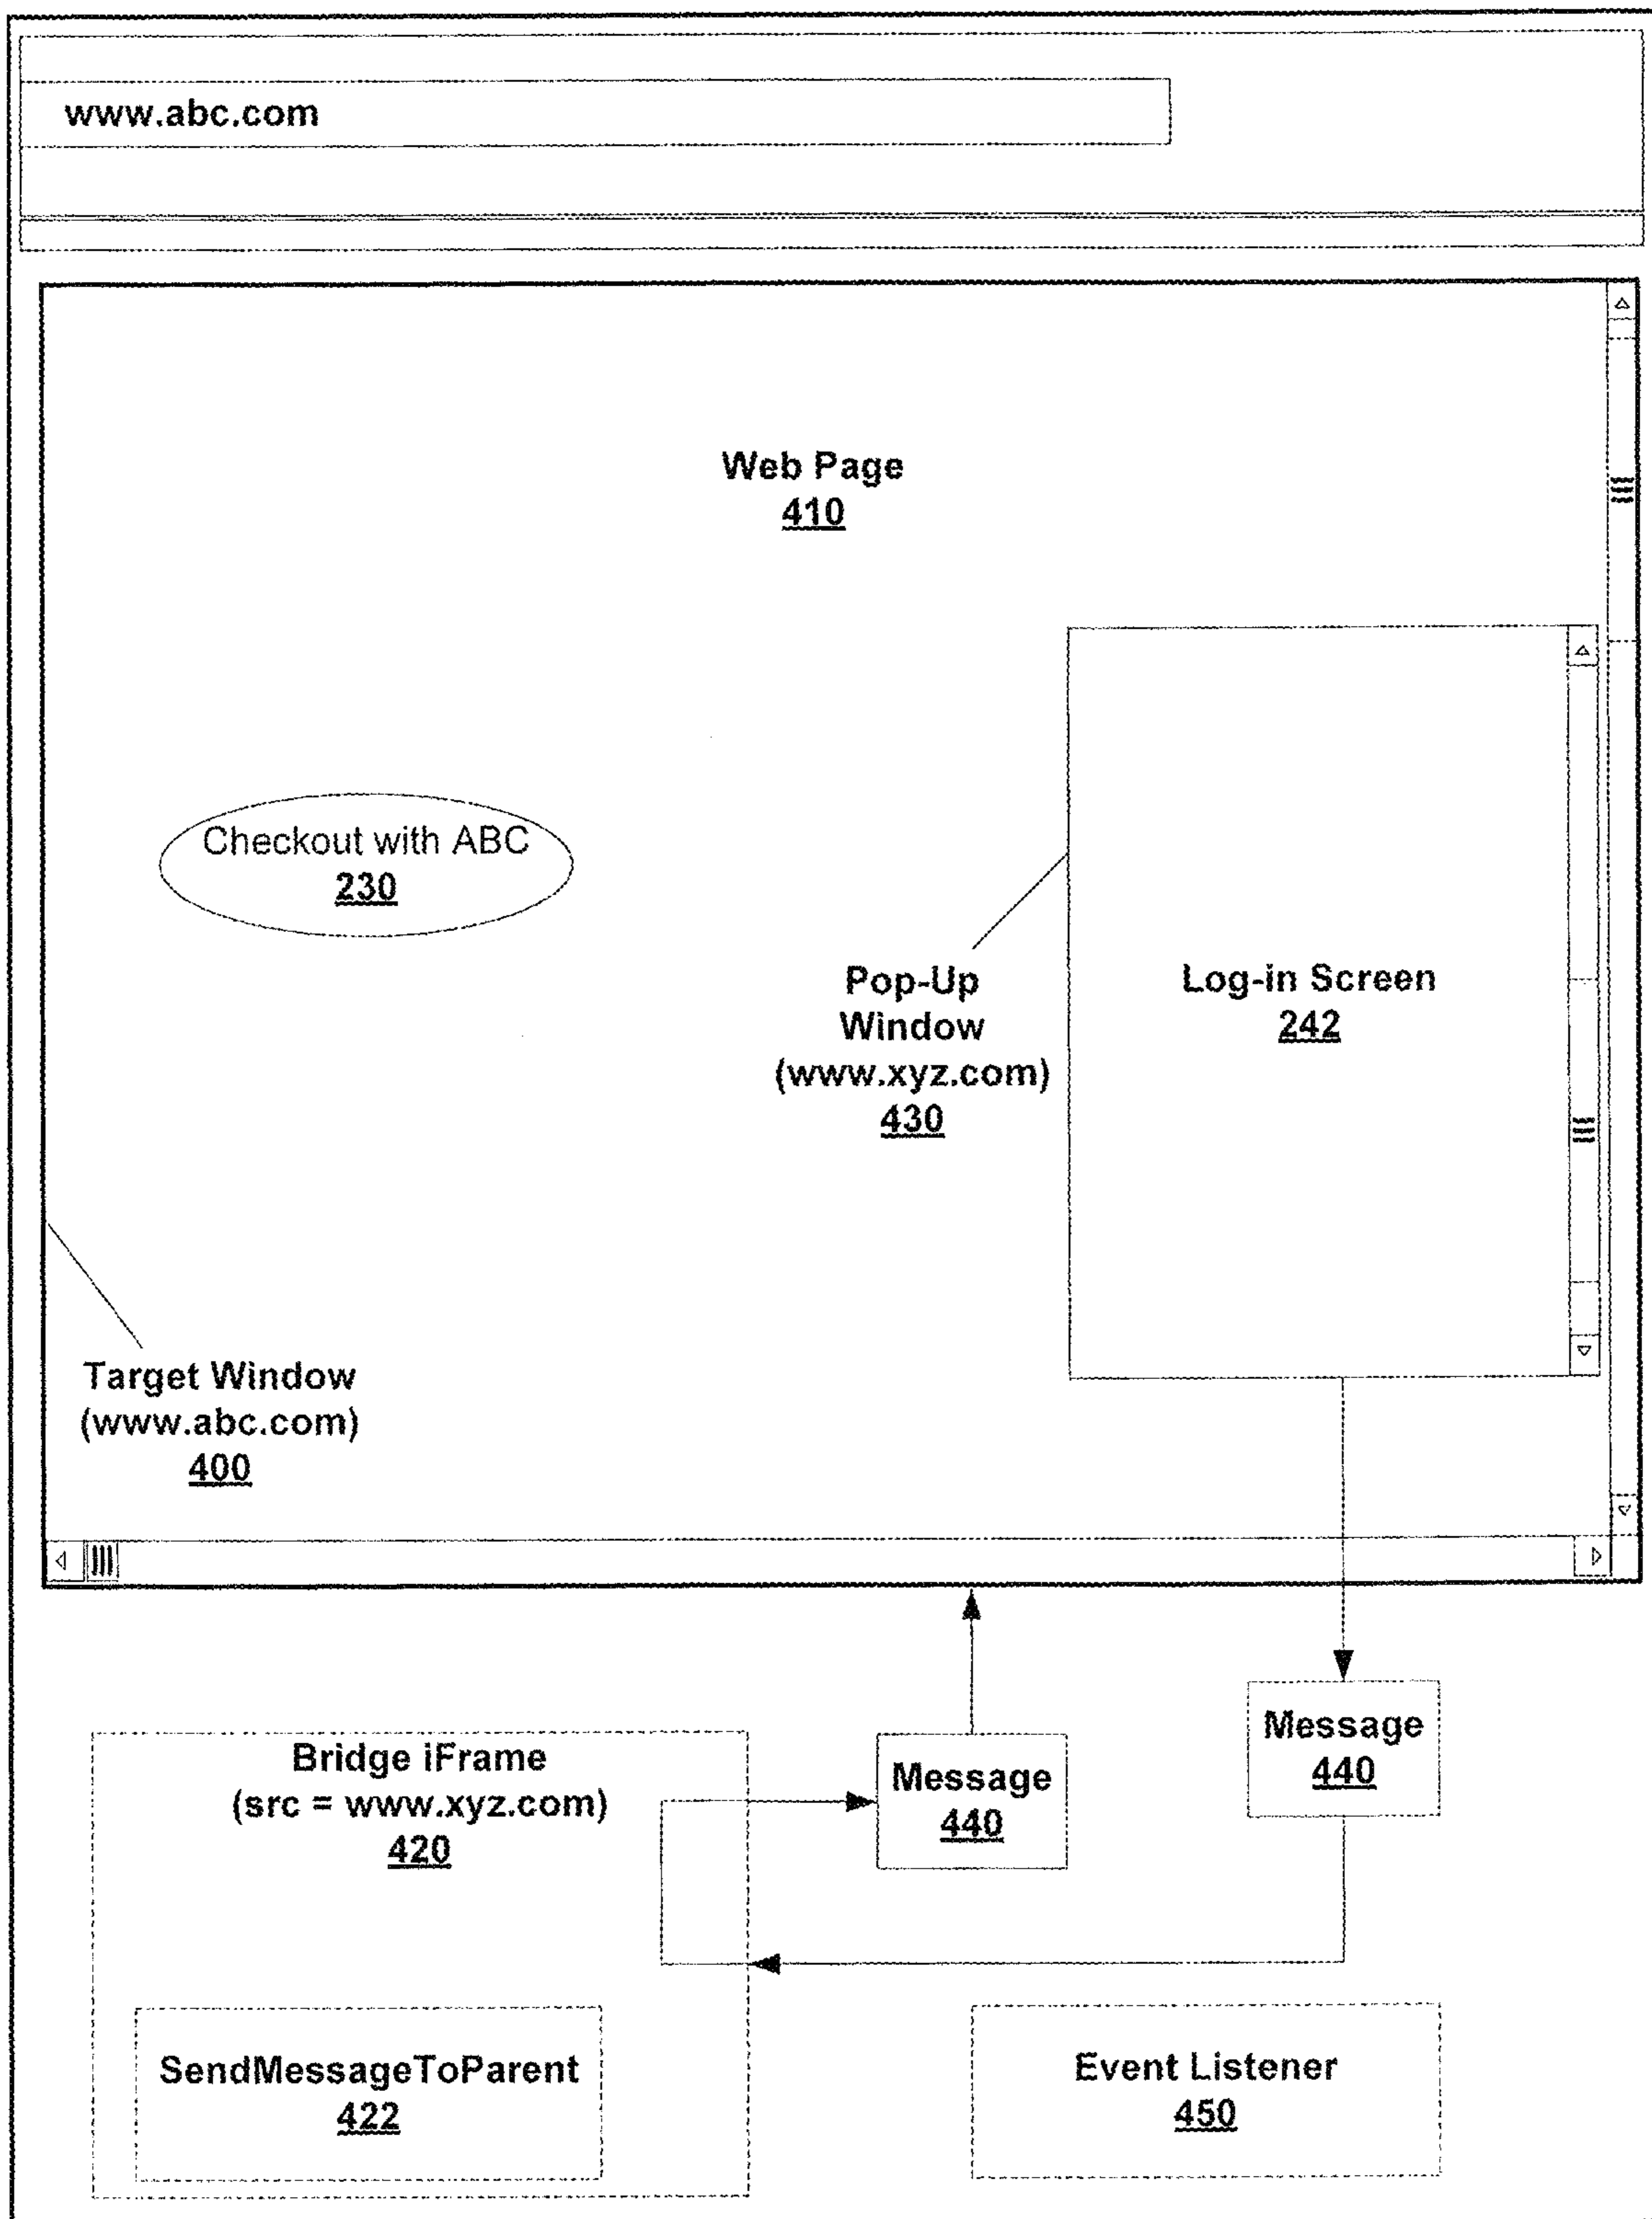 www.abc.com
Web Page
410
Checkout with ABC
230
Pop-Up
Window
(www.xyz.com)
430
Log-in Screen
242
Target Window
(www.abc.com)
400
Bridge iFrame
(src = www.xyz.com)
420
Message
440
Message
440
SendMessageToParent
422
Event Listener
450